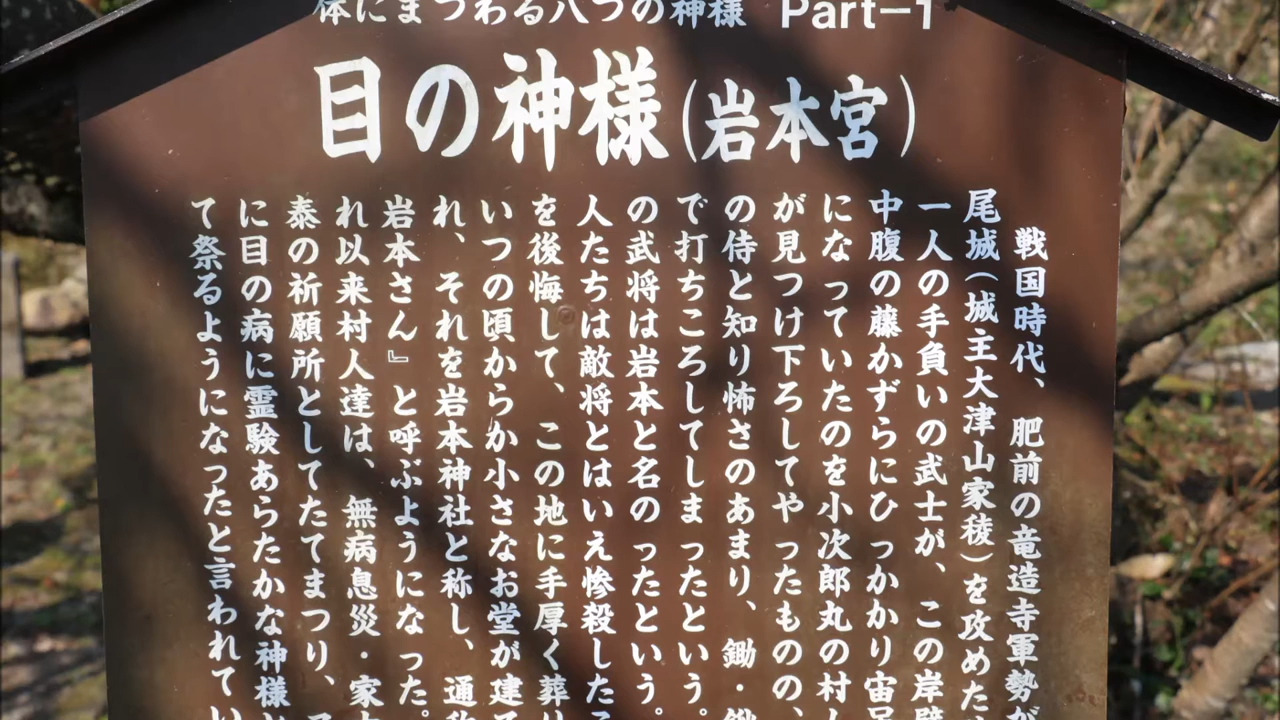 体にまつわる八つの神様 Part-1
目の神様(岩本宮)
戦国時代、肥前の竜造寺軍勢が
尾城(城主大津山家稜)を攻めた
一人の手負いの武士が、この岸壁
中腹の藤かずらにひっかかり宙
になっていたのを小次郎丸の村
が見つけ下ろしてやったものの、
の侍と知り怖さのあまり、鋤・
で打ちころしてしまったという。
の武将は岩本と名のったという。
人たちは敵将とはいえ惨殺した
を後悔して、この地に手厚く葬
いつの頃からか小さなお堂が建
れ、それを岩本神社と称し、通
岩本さん』と呼ぶようになった。
れ以来村人達は、無病息災・家
泰の祈願所としてたてまつり、
に目の病に霊験あらたかな神様
て祭るようになったと言われてい